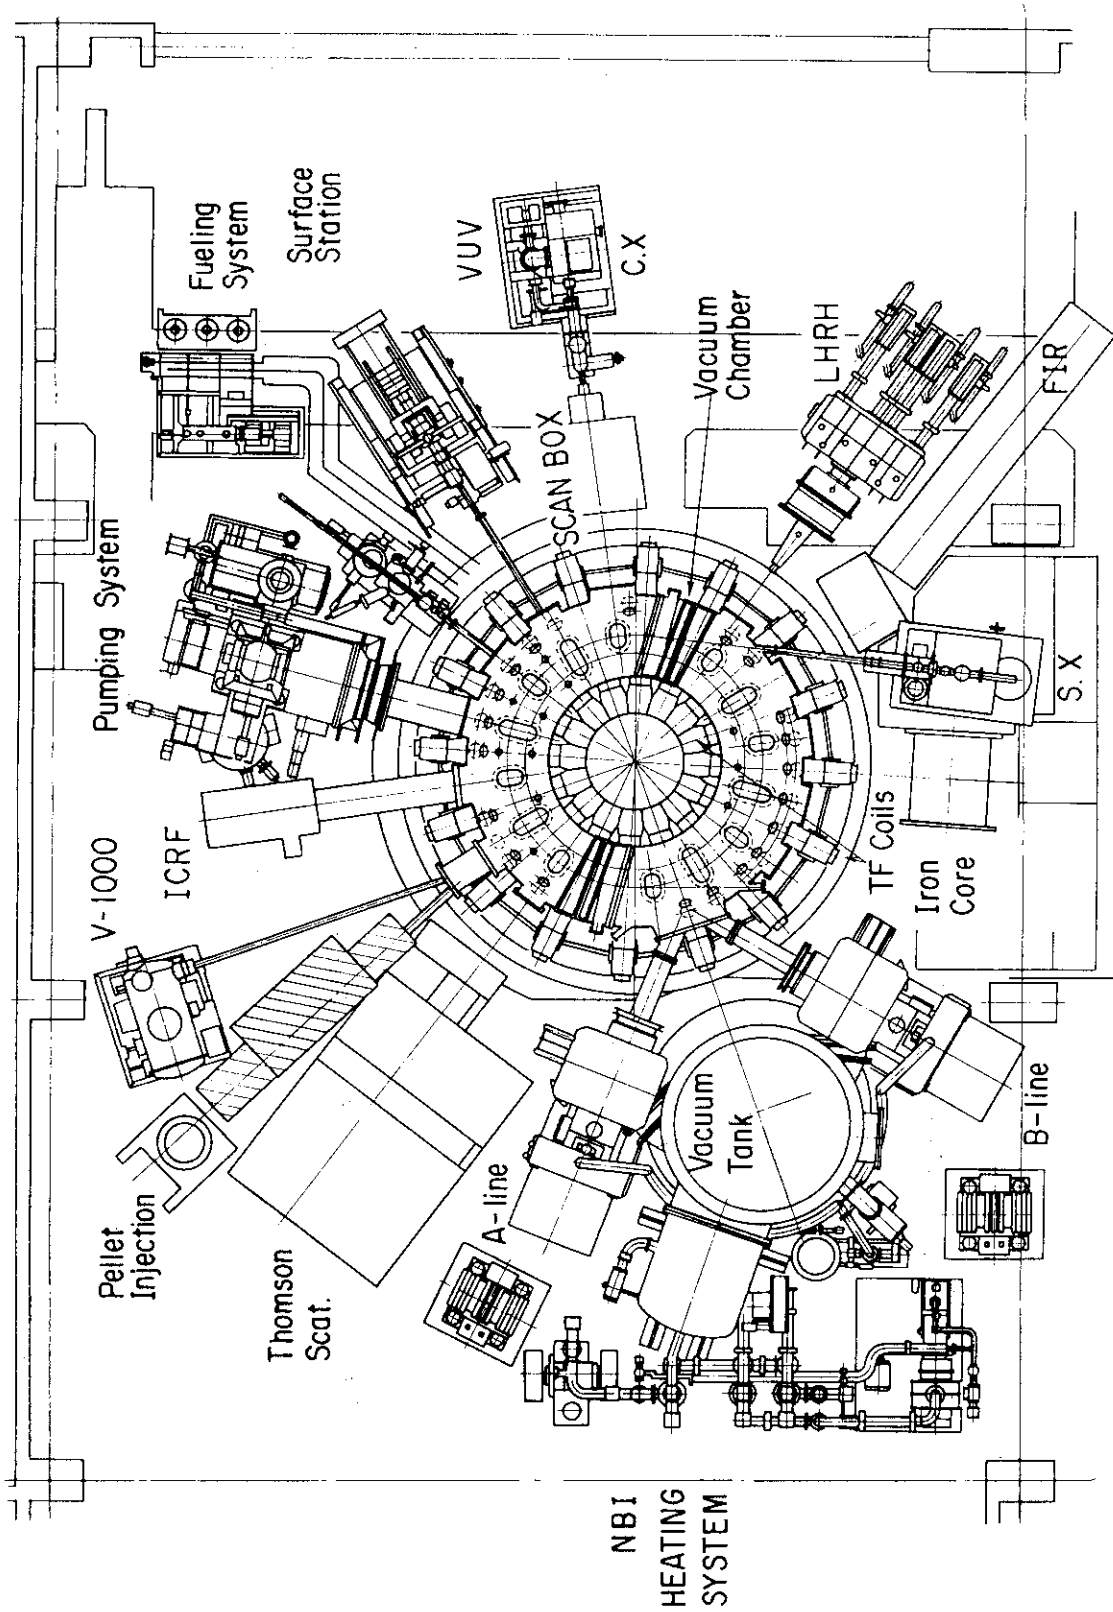 Pellet
Injection
V-1000
Pumping System
ICRF
Fueling
System
Thomson
Scat.
Surface
Station
VUV
A-line
SCAN BOX
NBI
HEATING
SYSTEM
C.X
Vacuum
Tank
Vacuum
Chamber
LHRH
TF Coils
Iron
Core
B-line
FIR
S.X